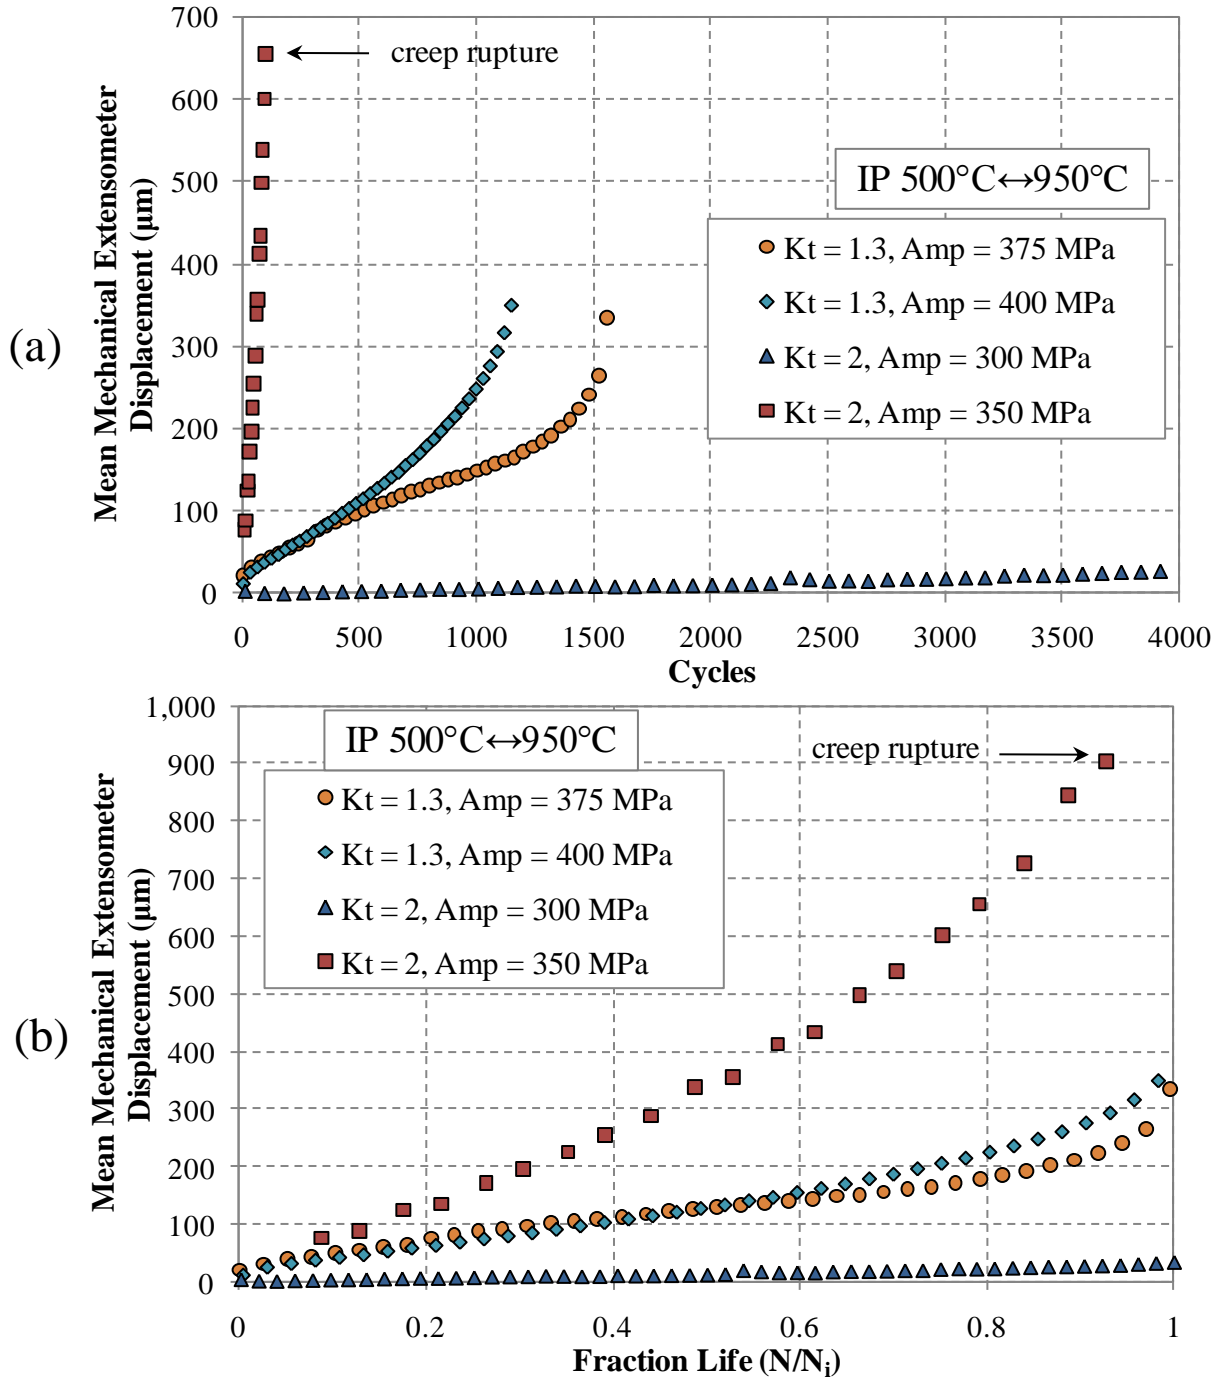 (a)
Mean Mechanical Extensometer
Displacement (μm)
700
600
500
400
300
200
100
0
creep rupture
IP 500°C↔950°C
Kt = 1.3, Amp = 375 MPa
Kt = 1.3, Amp = 400 MPa
Kt = 2, Amp = 300 MPa
Kt = 2, Amp = 350 MPa
0 500 1000 1500 2000 2500 3000 3500 4000
Cycles
(b)
Mean Mechanical Extensometer
Displacement (μm)
1,000
900
800
700
600
500
400
300
200
100
0
IP 500°C↔950°C
creep rupture
Kt = 1.3, Amp = 375 MPa
Kt = 1.3, Amp = 400 MPa
Kt = 2, Amp = 300 MPa
Kt = 2, Amp = 350 MPa
0 0.2 0.4 0.6 0.8 1
Fraction Life (N/Ni)